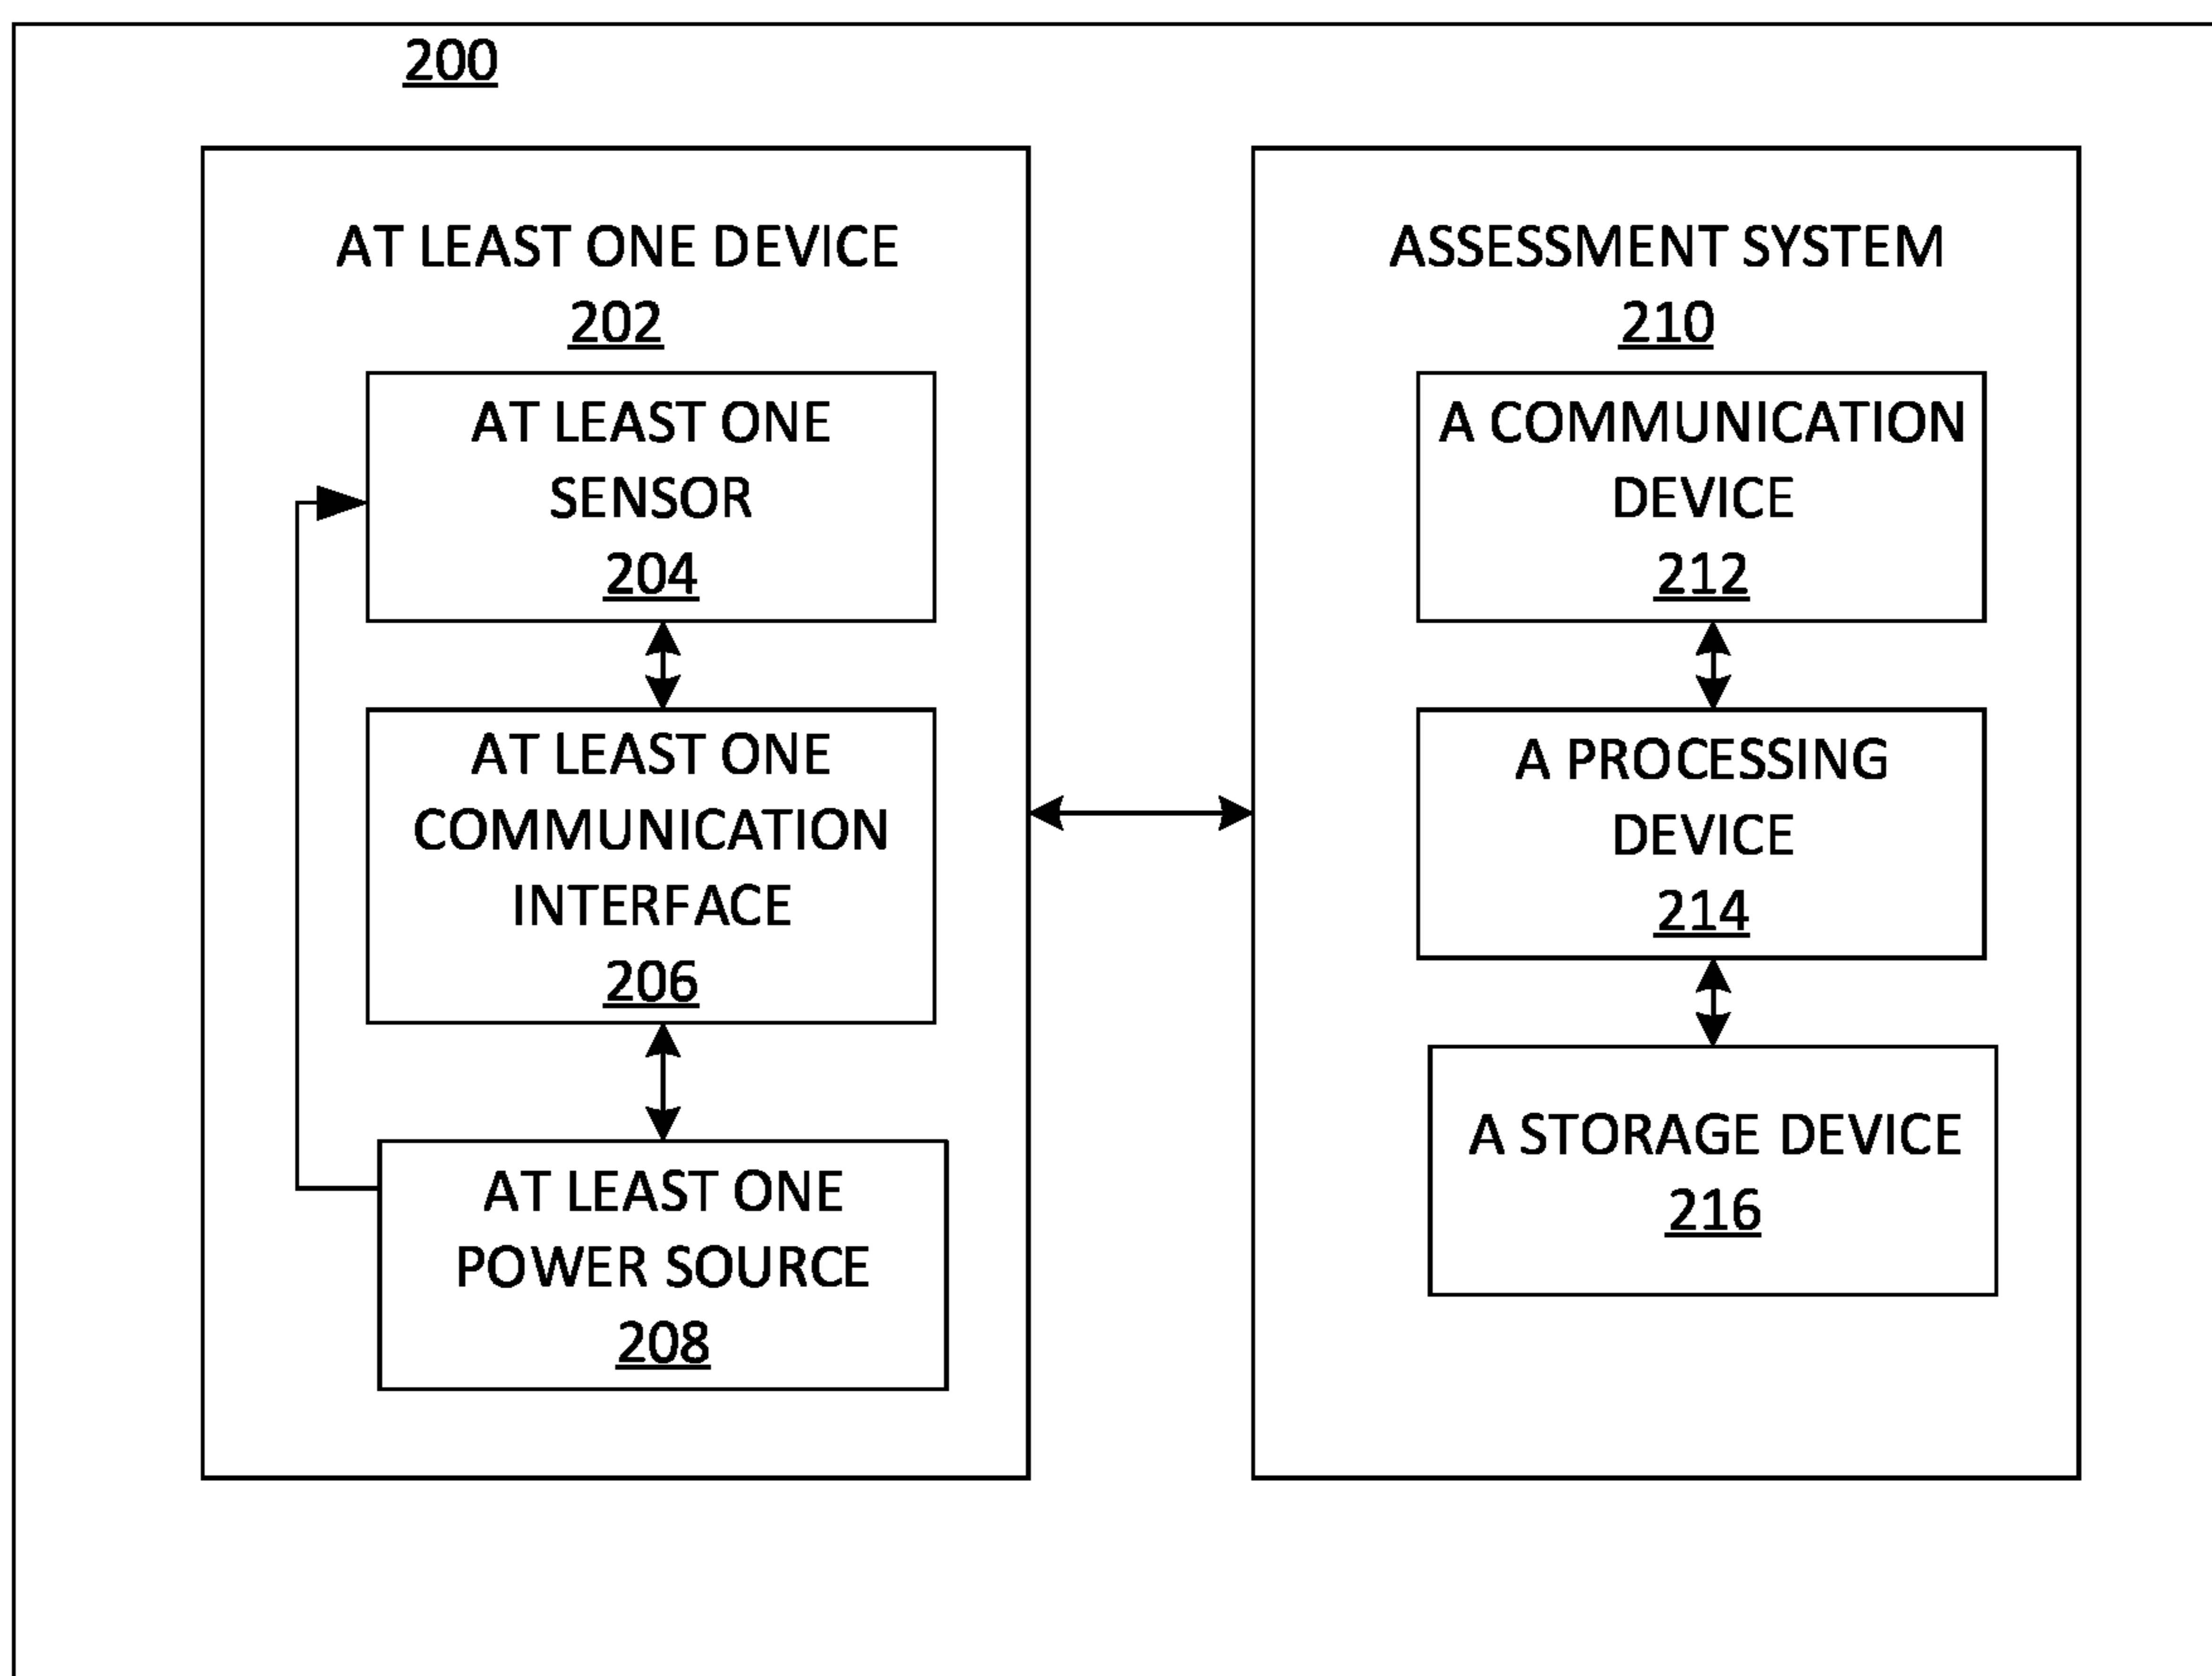 200
AT LEAST ONE DEVICE
202
AT LEAST ONE
SENSOR
204
AT LEAST ONE
COMMUNICATION
INTERFACE
206
AT LEAST ONE
POWER SOURCE
208
ASSESSMENT SYSTEM
210
A COMMUNICATION
DEVICE
212
A PROCESSING
DEVICE
214
A STORAGE DEVICE
216